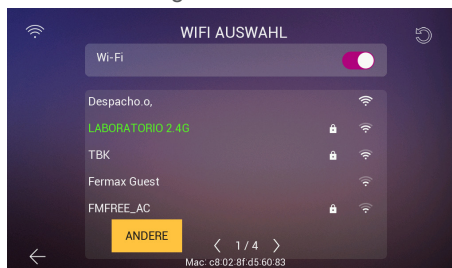 WIFI AUSWAHL
Wi-Fi
Despacho.o,
LABORATORIO 2.4G
TBK
Fermax Guest
FMFREE_AC
ANDERE
1/4
Mac: c8:02:8f:d5:60:83